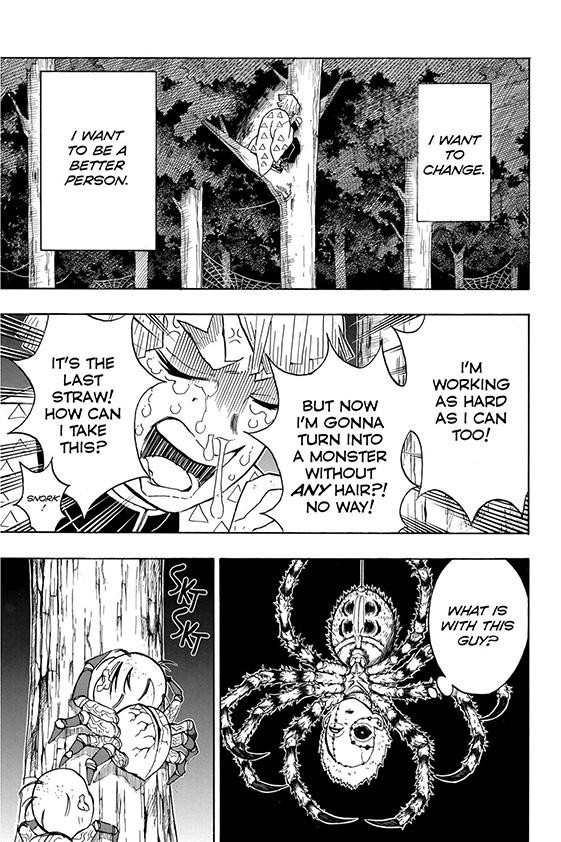 I WANT
TO
CHANGE.
I WANT
TO BE A
BETTER
PERSON.
I'M
WORKING
AS HARD
AS I CAN
TOO!
BUT NOW
I'M GONNA
TURN INTO
A MONSTER
WITHOUT
ANY HAIR?!
NO WAY!
IT'S THE
LAST
STRAW!
HOW CAN
I TAKE
THIS?
SNORK
!
WHAT IS
WITH THIS
GUY?
SKT
SKT